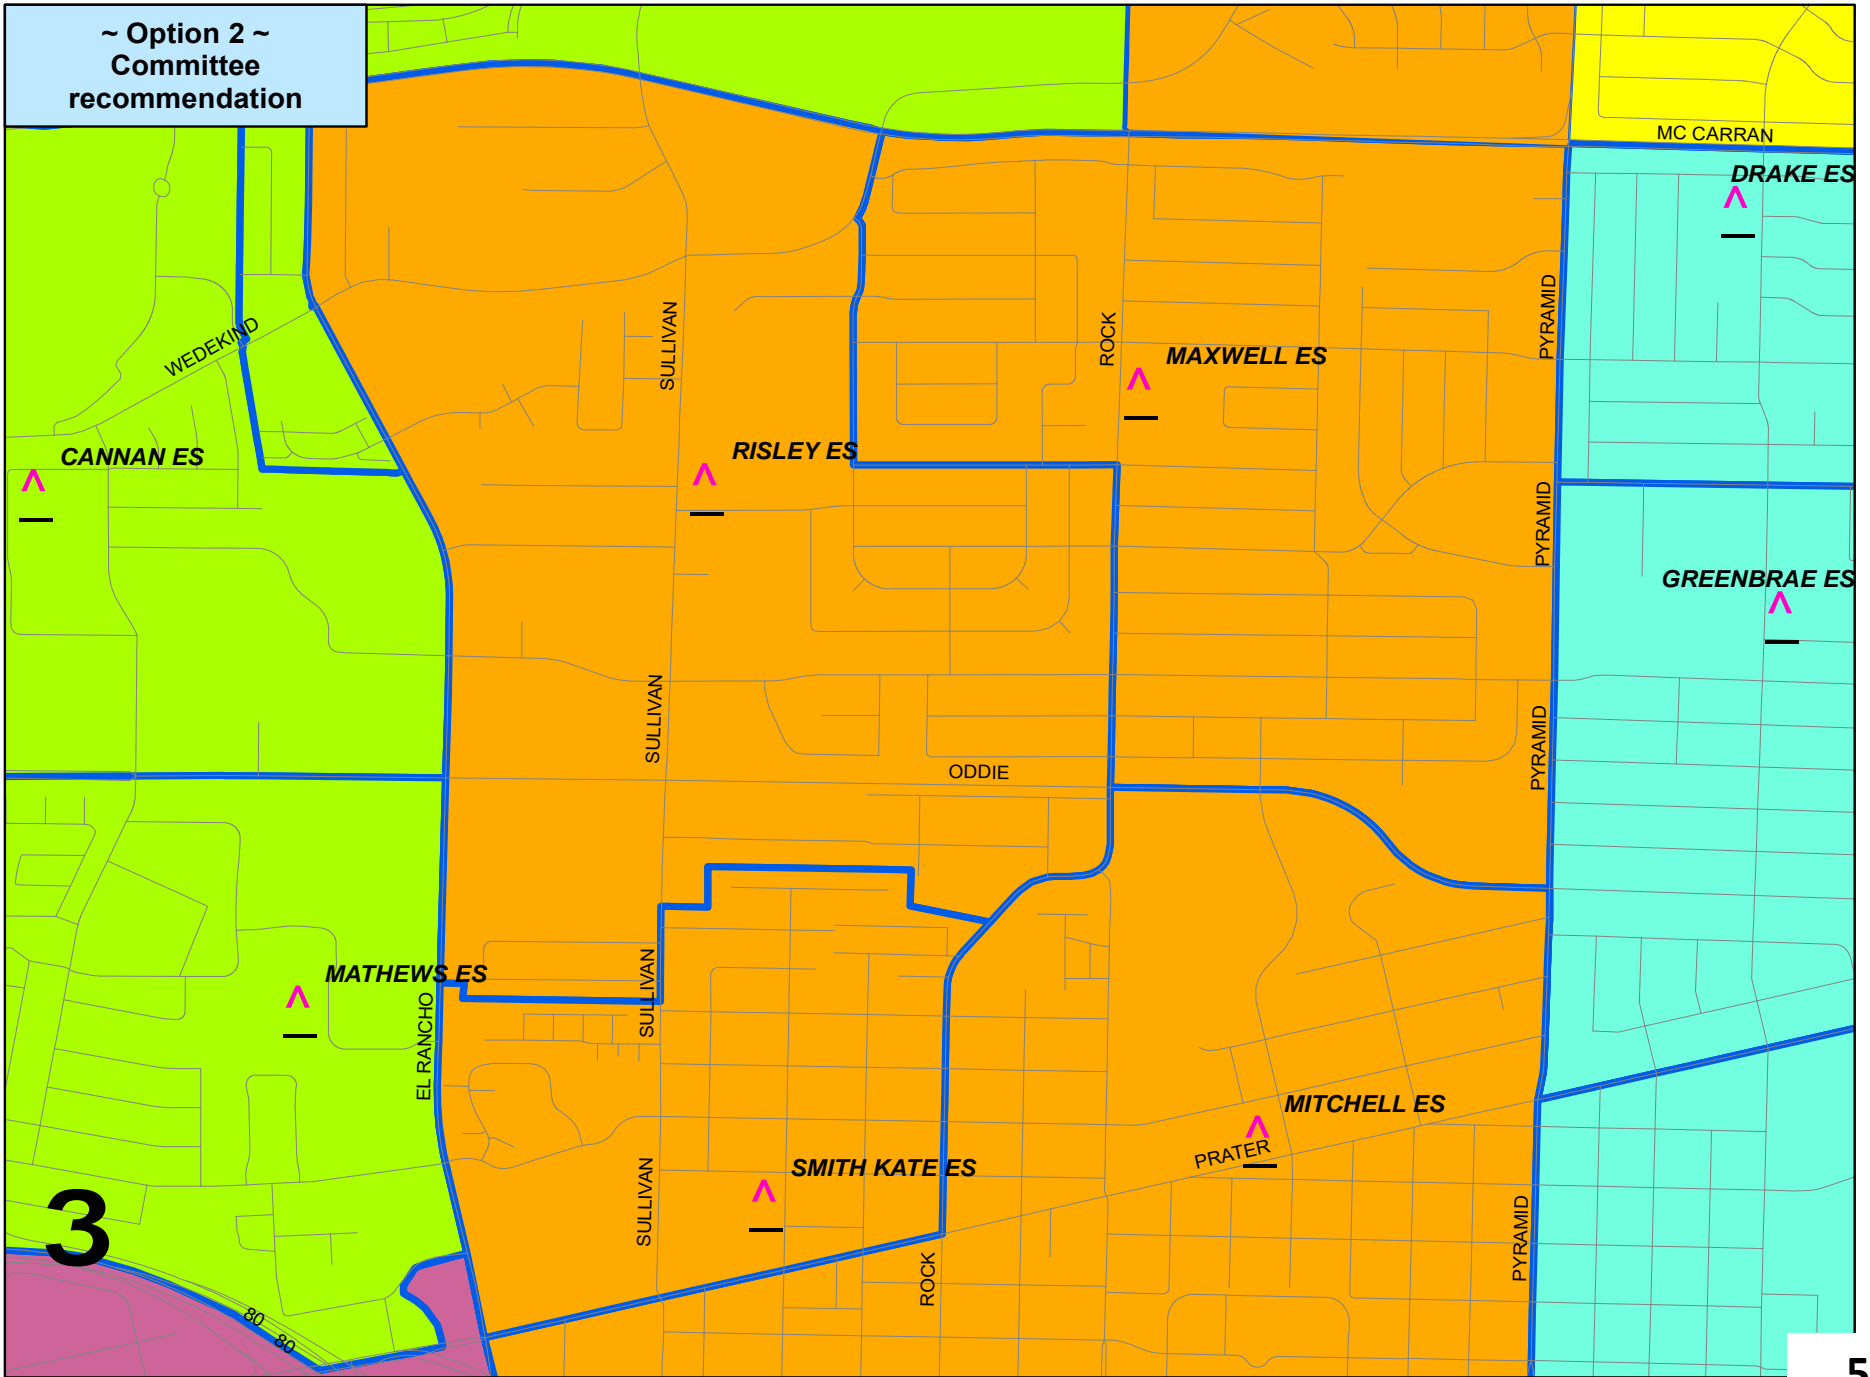 ~ Option 2 ~
Committee
recommendation
MC CARRAN
DRAKE ES
WEDEKIND
SULLIVAN
ROCK
PYRAMID
MAXWELL ES
CANNAN ES
RISLEY ES
PYRAMID
GREENBRAE ES
SULLIVAN
PYRAMID
ODDIE
MATHEWS ES
EL RANCHO
SULLIVAN
MITCHELL ES
PRATER
SMITH KATE ES
SULLIVAN
PYRAMID
ROCK
3
80
80
5